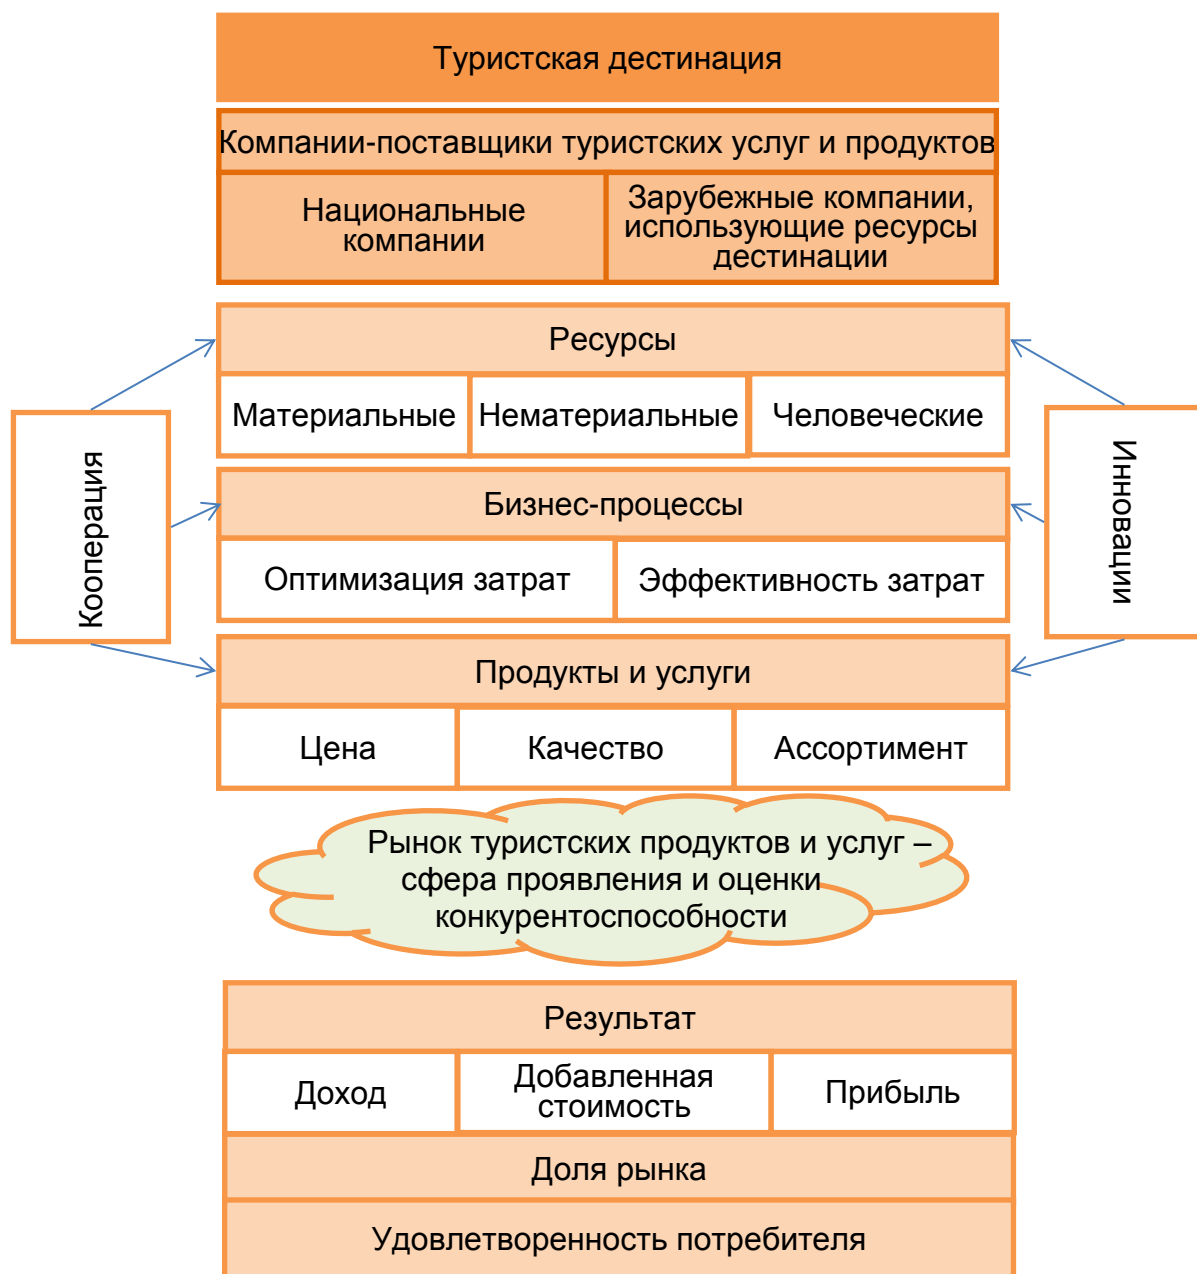 Туристская дестинация
Компании-поставщики туристских услуг и продуктов
Национальные
компании
Зарубежные компании,
использующие ресурсы
дестинации
Ресурсы
Материальные
Нематериальные
Человеческие
Кооперация
Инновации
Бизнес-процессы
Оптимизация затрат
Эффективность затрат
Продукты и услуги
Цена
Качество
Ассортимент
Рынок туристских продуктов и услуг –
сфера проявления и оценки
конкурентоспособности
Результат
Доход
Добавленная
стоимость
Прибыль
Доля рынка
Удовлетворенность потребителя